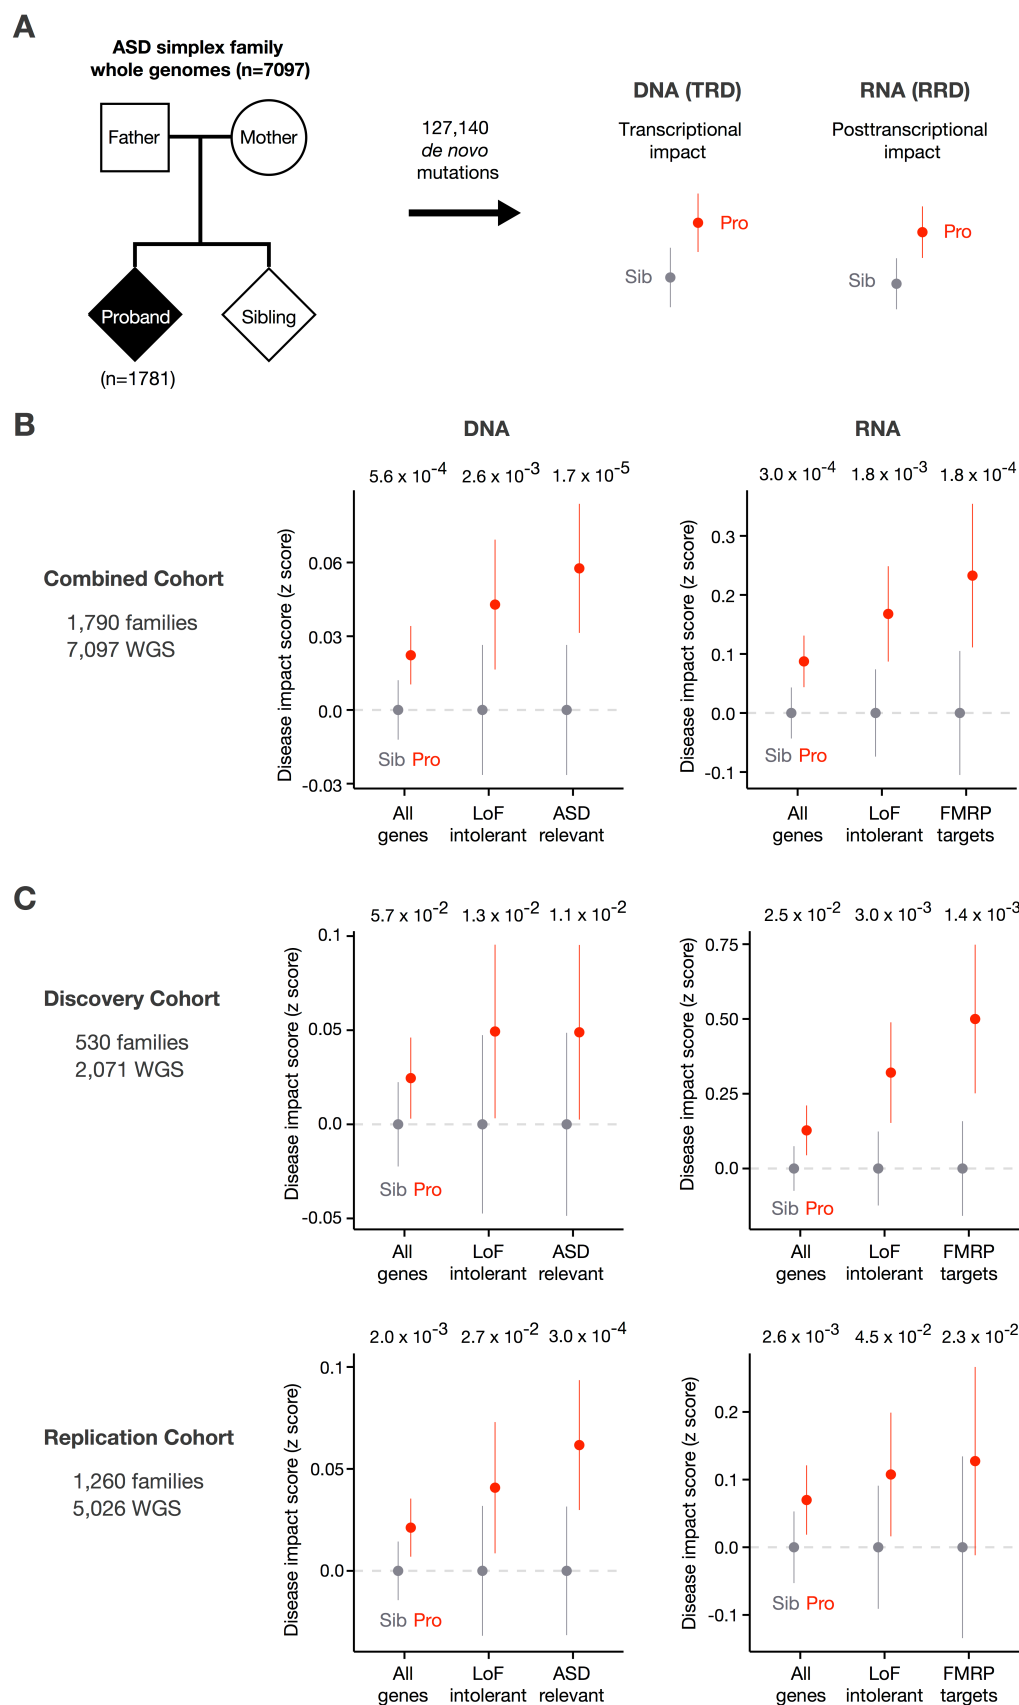 A
ASD simplex family
whole genomes (n=7097)
Father
Mother
Proband
Sibling
(n=1781)
127,140
de novo
mutations
DNA (TRD)
Transcriptional
impact
Pro
Sib
RNA (RRD)
Posttranscriptional
impact
Pro
Sib
B
DNA
RNA
Combined Cohort
1,790 families
7,097 WGS
5.6 x 10⁻⁴ 2.6 x 10⁻³ 1.7 x 10⁻⁵
Disease impact score (z score)
0.06
0.03
0.0
-0.03
Sib Pro
All
genes
LoF
intolerant
ASD
relevant
3.0 x 10⁻⁴ 1.8 x 10⁻³ 1.8 x 10⁻⁴
Disease impact score (z score)
0.3
0.2
0.1
0.0
-0.1
Sib Pro
All
genes
LoF
intolerant
FMRP
targets
C
Discovery Cohort
530 families
2,071 WGS
5.7 x 10⁻² 1.3 x 10⁻² 1.1 x 10⁻²
Disease impact score (z score)
0.1
0.05
0.0
-0.05
Sib Pro
All
genes
LoF
intolerant
ASD
relevant
2.5 x 10⁻² 3.0 x 10⁻³ 1.4 x 10⁻³
Disease impact score (z score)
0.75
0.50
0.25
0.0
Sib Pro
All
genes
LoF
intolerant
FMRP
targets
Replication Cohort
1,260 families
5,026 WGS
2.0 x 10⁻³ 2.7 x 10⁻² 3.0 x 10⁻⁴
Disease impact score (z score)
0.1
0.05
0.0
Sib Pro
All
genes
LoF
intolerant
ASD
relevant
2.6 x 10⁻³ 4.5 x 10⁻² 2.3 x 10⁻²
Disease impact score (z score)
0.2
0.1
0.0
-0.1
Sib Pro
All
genes
LoF
intolerant
FMRP
targets